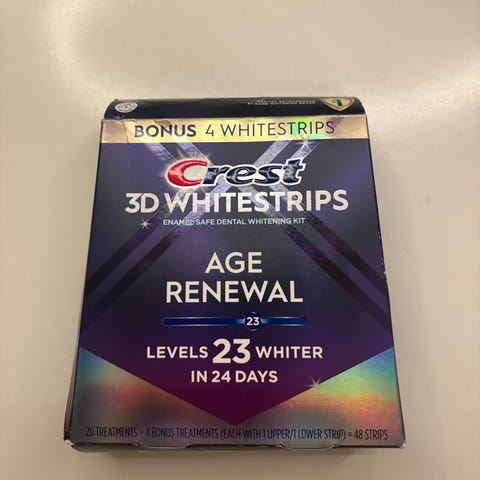 BONUS 4 WHITESTRIPS
Crest
3D WHITESTRIPS
ENAMEL SAFE DENTAL WHITENING KIT
AGE
RENEWAL
23
LEVELS 23 WHITER
IN 24 DAYS
20 TREATMENTS + 4 BONUS TREATMENTS (EACH WITH 1 UPPER/1 LOWER STRIP) = 48 STRIPS